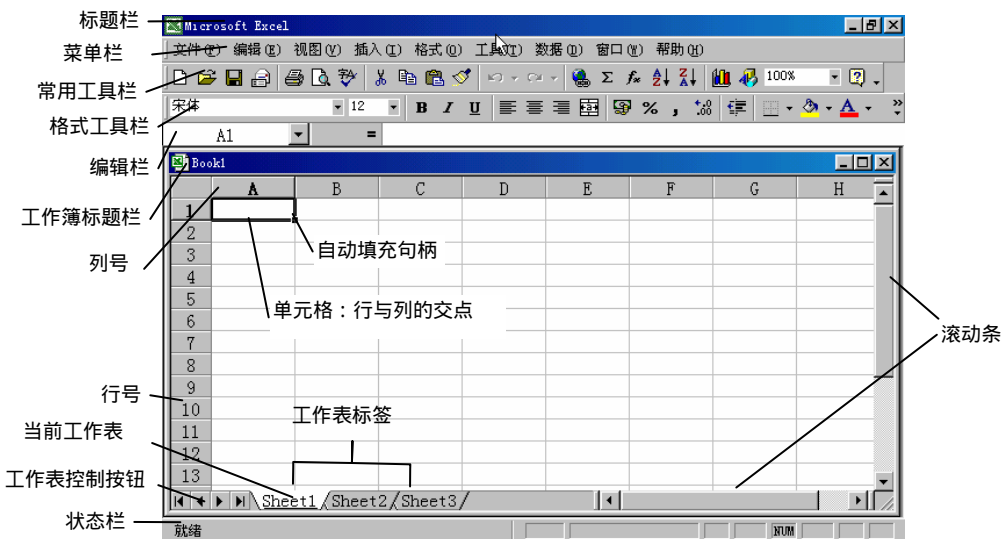 标题栏
Microsoft Excel
菜单栏
文件(F) 编辑(E) 视图(V) 插入(I) 格式(O) 工具(T) 数据(D) 窗口(W) 帮助(H)
常用工具栏
100%
格式工具栏
宋体 12 B I U % ,
编辑栏
A1 =
Book1
工作簿标题栏
A B C D E F G H
1
2
自动填充句柄
3
列号
4
5
单元格：行与列的交点
6
7
滚动条
8
9
行号
10
工作表标签
11
当前工作表
12
13
工作表控制按钮
Sheet1 Sheet2 Sheet3
状态栏
就绪 NUM